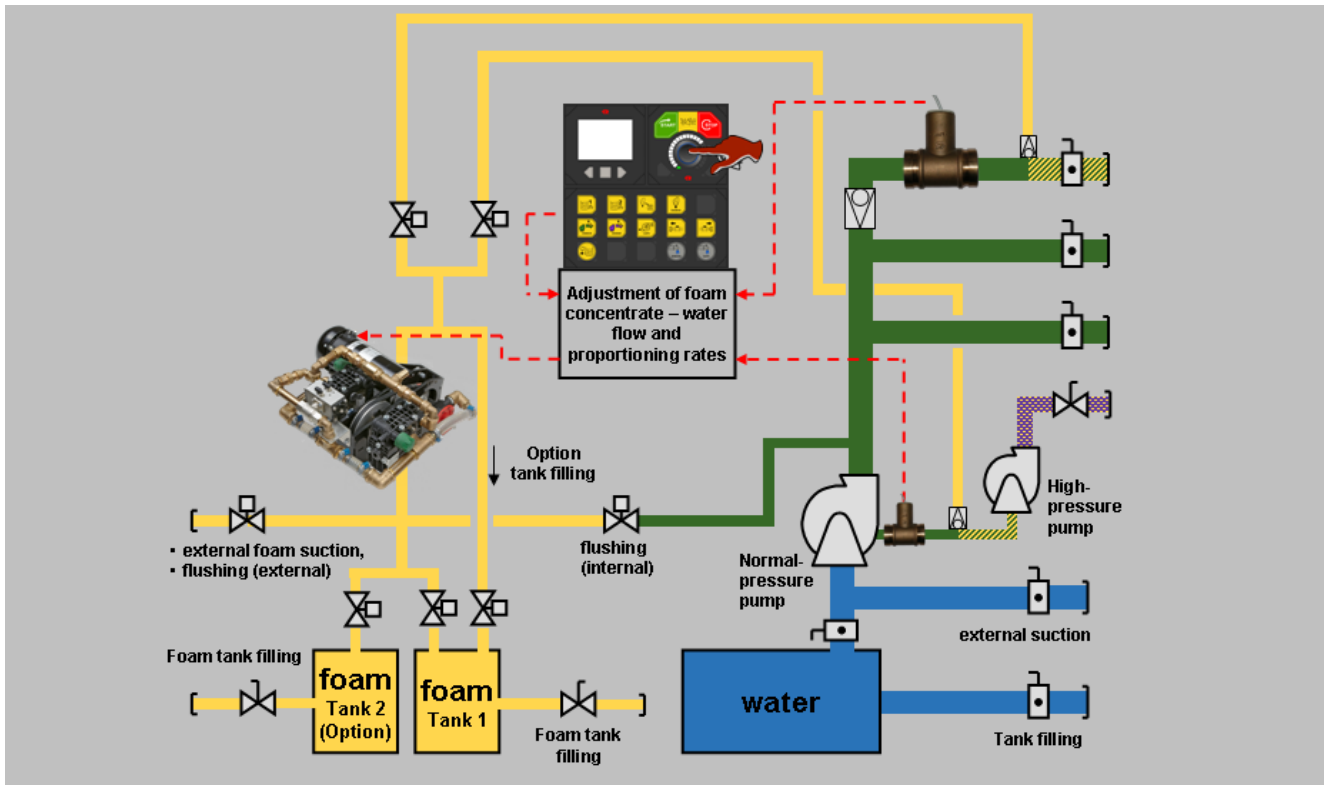 START
STOP
Adjustment of foam
concentrate – water
flow and
proportioning rates
Option
tank filling
High-
pressure
pump
▪ external foam suction,
▪ flushing (external)
flushing
(internal)
Normal-
pressure
pump
external suction
Foam tank filling
foam
Tank 2
(Option)
foam
Tank 1
water
Foam tank
filling
Tank filling